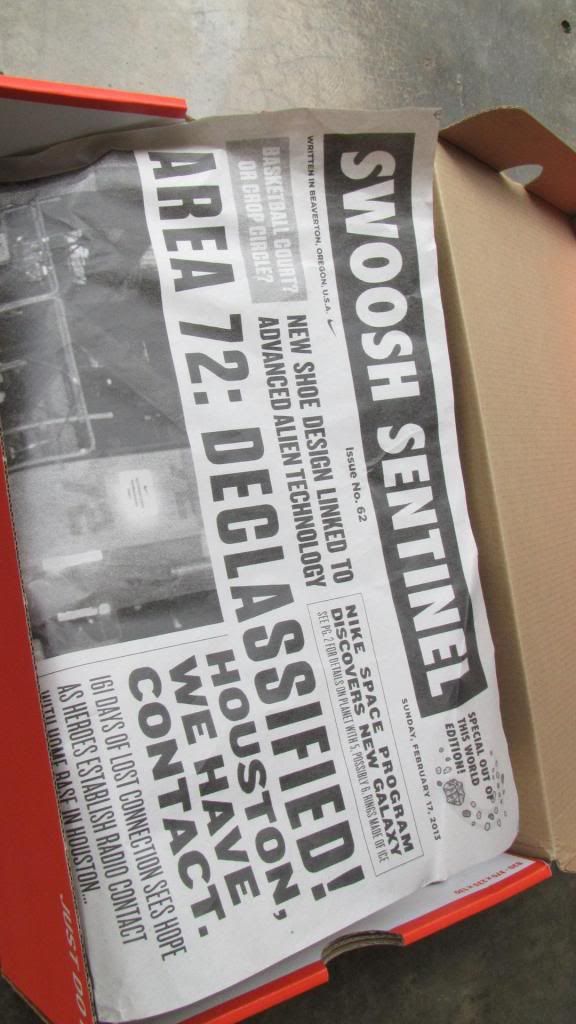 SPECIAL OUT OF
THIS WORLD
EDITION!
SWOOSH SENTINEL
WRITTEN IN BEAVERTON, OREGON, U.S.A.
Issue No. 62
SUNDAY, FEBRUARY 17, 2013
BASKETBALL COURT?
OR CROP CIRCLE?
NEW SHOE DESIGN LINKED TO
ADVANCED ALIEN TECHNOLOGY
NIKE SPACE PROGRAM
DISCOVERS NEW GALAXY
SEE PG. 2 FOR DETAILS ON PLANET WITH 5, POSSIBLY 6, RINGS MADE OF ICE
AREA 72: DECLASSIFIED!
HOUSTON,
WE HAVE
CONTACT.
161 DAYS OF LOST CONNECTION SEES HOPE
AS HEROES ESTABLISH RADIO CONTACT
WITH HOME BASE IN HOUSTON...
JUST DO